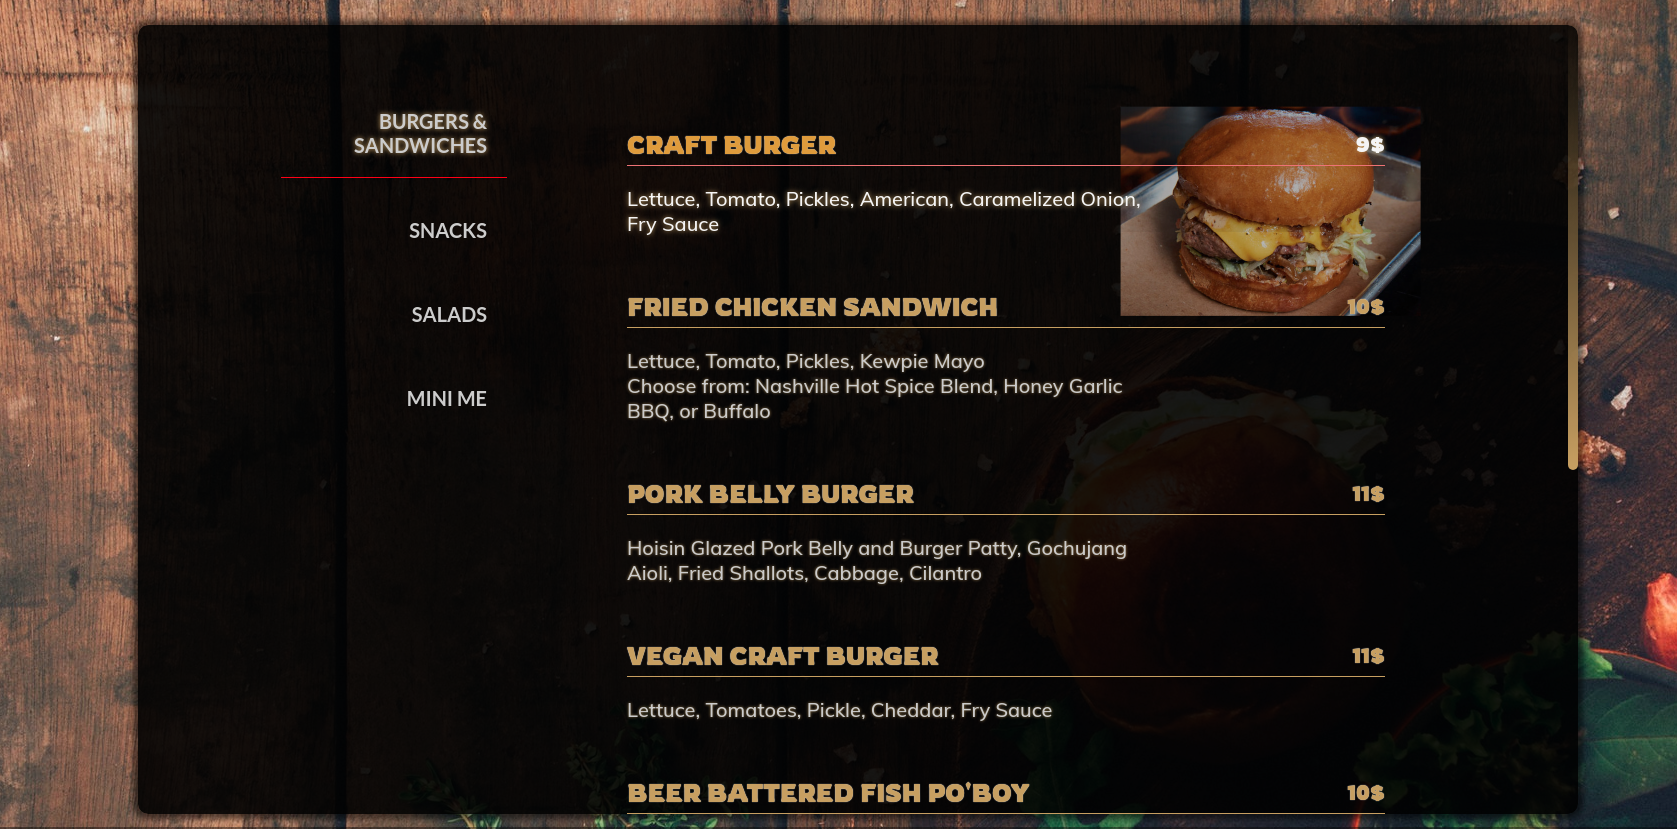 BURGERS &
SANDWICHES
SNACKS
SALADS
MINI ME
CRAFT BURGER 9$
Lettuce, Tomato, Pickles, American, Caramelized Onion,
Fry Sauce
FRIED CHICKEN SANDWICH 10$
Lettuce, Tomato, Pickles, Kewpie Mayo
Choose from: Nashville Hot Spice Blend, Honey Garlic
BBQ, or Buffalo
PORK BELLY BURGER 11$
Hoisin Glazed Pork Belly and Burger Patty, Gochujang
Aioli, Fried Shallots, Cabbage, Cilantro
VEGAN CRAFT BURGER 11$
Lettuce, Tomatoes, Pickle, Cheddar, Fry Sauce
BEER BATTERED FISH PO'BOY 10$